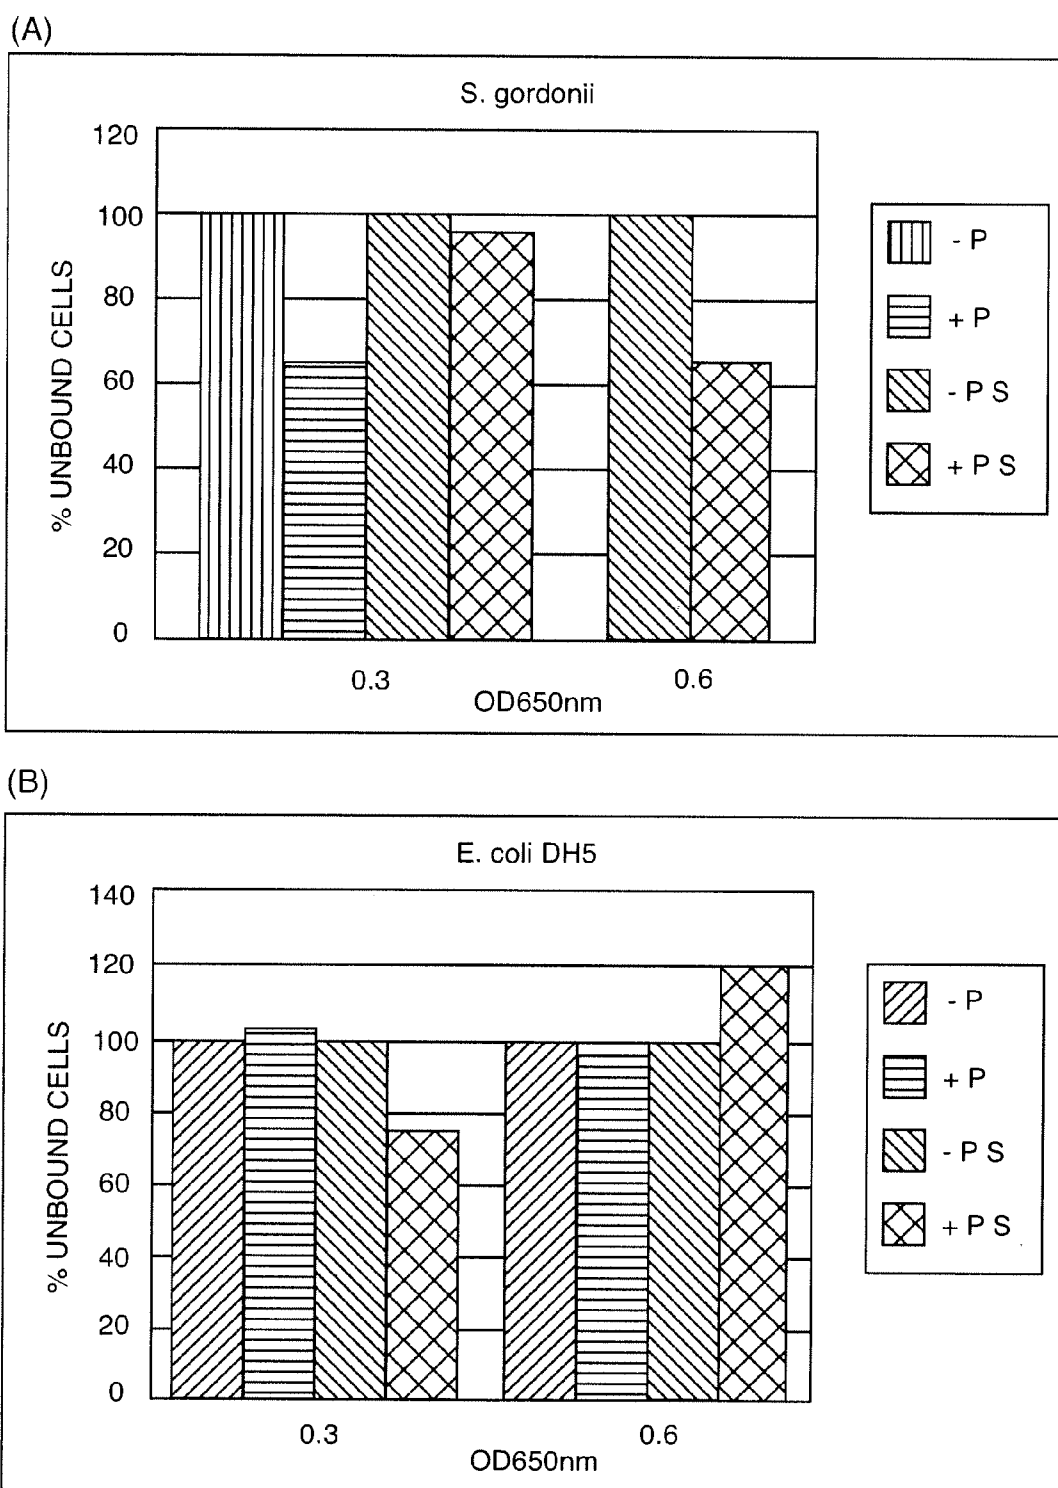 (A)
S. gordonii
120
100
80
60
40
20
0
% UNBOUND CELLS
0.3
0.6
OD650nm
- P
+ P
- P S
+ P S
(B)
E. coli DH5
140
120
100
80
60
40
20
0
% UNBOUND CELLS
0.3
0.6
OD650nm
- P
+ P
- P S
+ P S